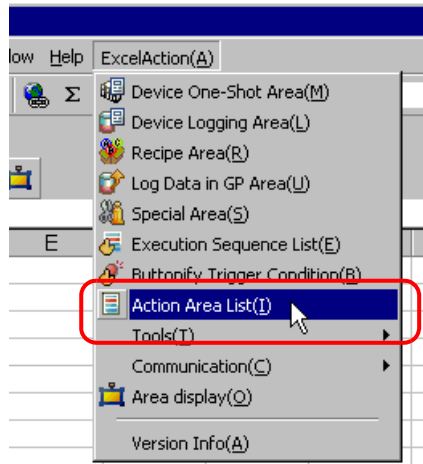 low Help ExcelAction(A)
Σ
Device One-Shot Area(M)
Device Logging Area(L)
Recipe Area(R)
Log Data in GP Area(U)
Special Area(S)
E
Execution Sequence List(E)
Buttonify Trigger Condition(B)
Action Area List(I)
Tools(T)
Communication(C)
Area display(O)
Version Info(A)